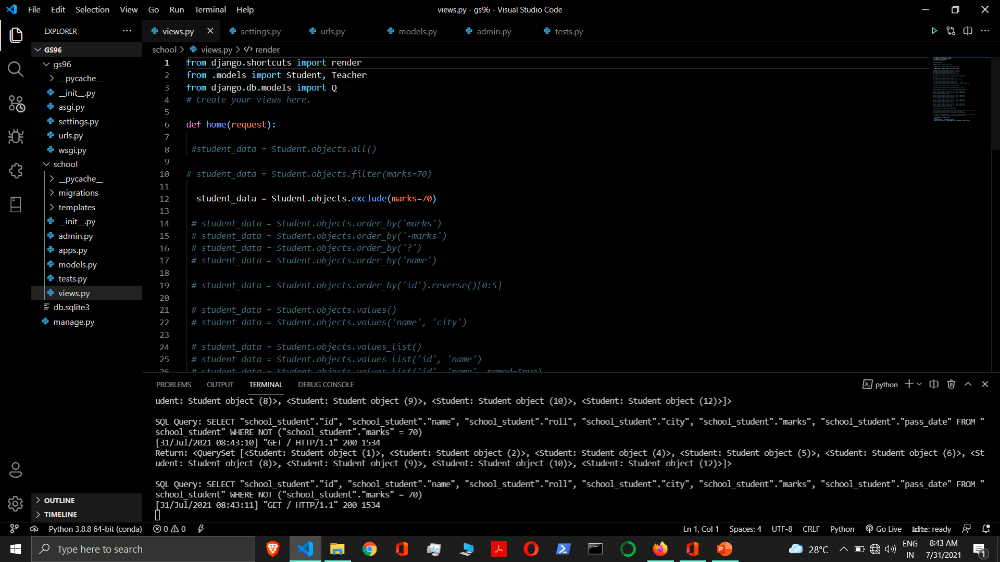 File Edit Selection View Go Run Terminal Help
views.py - gs96 - Visual Studio Code
EXPLORER
views.py settings.py urls.py models.py admin.py tests.py
GS96
gs96
__pycache__
__init__.py
asgi.py
settings.py
urls.py
wsgi.py
school
__pycache__
migrations
templates
__init__.py
admin.py
apps.py
models.py
tests.py
views.py
db.sqlite3
manage.py
OUTLINE
TIMELINE
school > views.py > render
1 from django.shortcuts import render
2 from .models import Student, Teacher
3 from django.db.models import Q
4 # Create your views here.
5
6 def home(request):
7
8 #student_data = Student.objects.all()
9
10 # student_data = Student.objects.filter(marks=70)
11
12 student_data = Student.objects.exclude(marks=70)
13
14 # student_data = Student.objects.order_by('marks')
15 # student_data = Student.objects.order_by('-marks')
16 # student_data = Student.objects.order_by('?')
17 # student_data = Student.objects.order_by('name')
18
19 # student_data = Student.objects.order_by('id').reverse()[0:5]
20
21 # student_data = Student.objects.values()
22 # student_data = Student.objects.values('name', 'city')
23
24 # student_data = Student.objects.values_list()
25 # student_data = Student.objects.values_list('id', 'name')
26 # student_data = Student.objects.values_list('id', 'name', named=True)
PROBLEMS OUTPUT TERMINAL DEBUG CONSOLE
python
udent: Student object (8)>, <Student: Student object (9)>, <Student: Student object (10)>, <Student: Student object (12)>]>
SQL Query: SELECT "school_student"."id", "school_student"."name", "school_student"."roll", "school_student"."city", "school_student"."marks", "school_student"."pass_date" FROM "
school_student" WHERE NOT ("school_student"."marks" = 70)
[31/Jul/2021 08:43:10] "GET / HTTP/1.1" 200 1534
Return: <QuerySet [<Student: Student object (1)>, <Student: Student object (2)>, <Student: Student object (4)>, <Student: Student object (5)>, <Student: Student object (6)>, <St
udent: Student object (8)>, <Student: Student object (9)>, <Student: Student object (10)>, <Student: Student object (12)>]>
SQL Query: SELECT "school_student"."id", "school_student"."name", "school_student"."roll", "school_student"."city", "school_student"."marks", "school_student"."pass_date" FROM "
school_student" WHERE NOT ("school_student"."marks" = 70)
[31/Jul/2021 08:43:11] "GET / HTTP/1.1" 200 1534
Python 3.8.8 64-bit (conda) 0 0
Ln 1, Col 1 Spaces: 4 UTF-8 CRLF Python Go Live kite: ready
Type here to search
28°C
ENG
IN
8:43 AM
7/31/2021
1